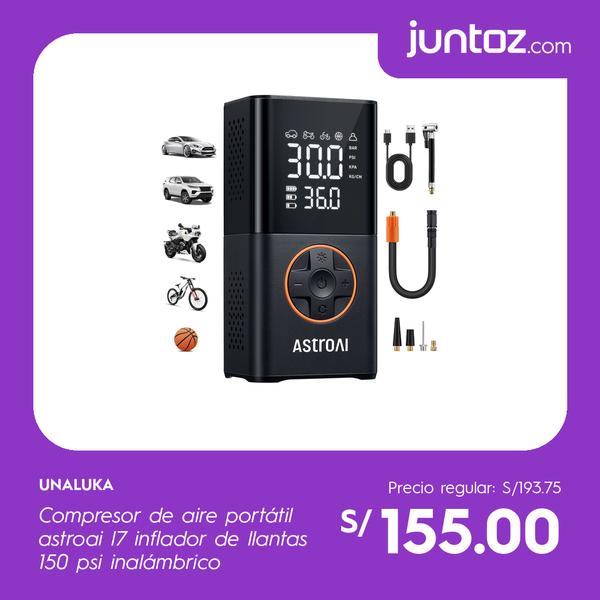 juntoz.com
30.0
BAR
PSI
KPA
KG/CM
36.0
ASTROAI
UNALUKA
Compresor de aire portátil
astroai l7 inflador de llantas
150 psi inalámbrico
Precio regular: S/193.75
S/155.00